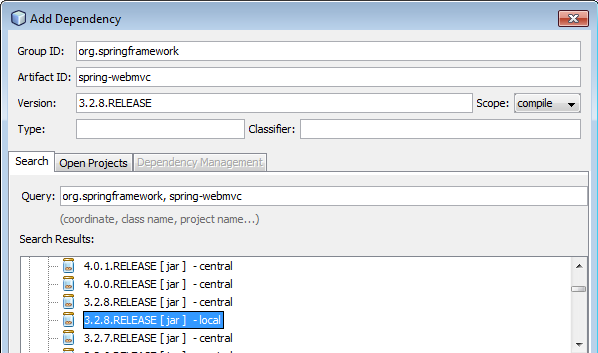 Add Dependency
Group ID: org.springframework
Artifact ID: spring-webmvc
Version: 3.2.8.RELEASE Scope: compile
Type: Classifier:
Search Open Projects Dependency Management
Query: org.springframework, spring-webmvc
(coordinate, class name, project name...)
Search Results:
4.0.1.RELEASE [ jar ] - central
4.0.0.RELEASE [ jar ] - central
3.2.8.RELEASE [ jar ] - central
3.2.8.RELEASE [ jar ] - local
3.2.7.RELEASE [ jar ] - central